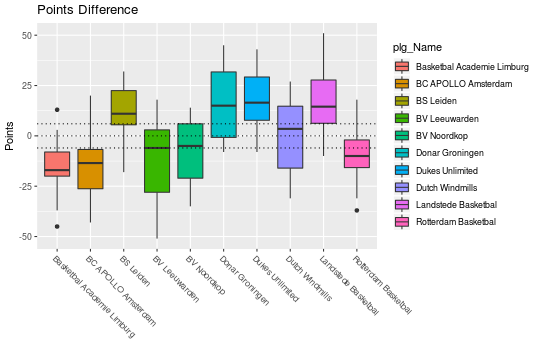 Points Difference
Points
50
25
0
-25
-50
Basketbal Academie Limburg
BC APOLLO Amsterdam
BS Leiden
BV Leeuwarden
BV Noordkop
Donar Groningen
Dukes Unlimited
Dutch Windmills
Landstede Basketbal
Rotterdam Basketbal
plg_Name
Basketbal Academie Limburg
BC APOLLO Amsterdam
BS Leiden
BV Leeuwarden
BV Noordkop
Donar Groningen
Dukes Unlimited
Dutch Windmills
Landstede Basketbal
Rotterdam Basketbal